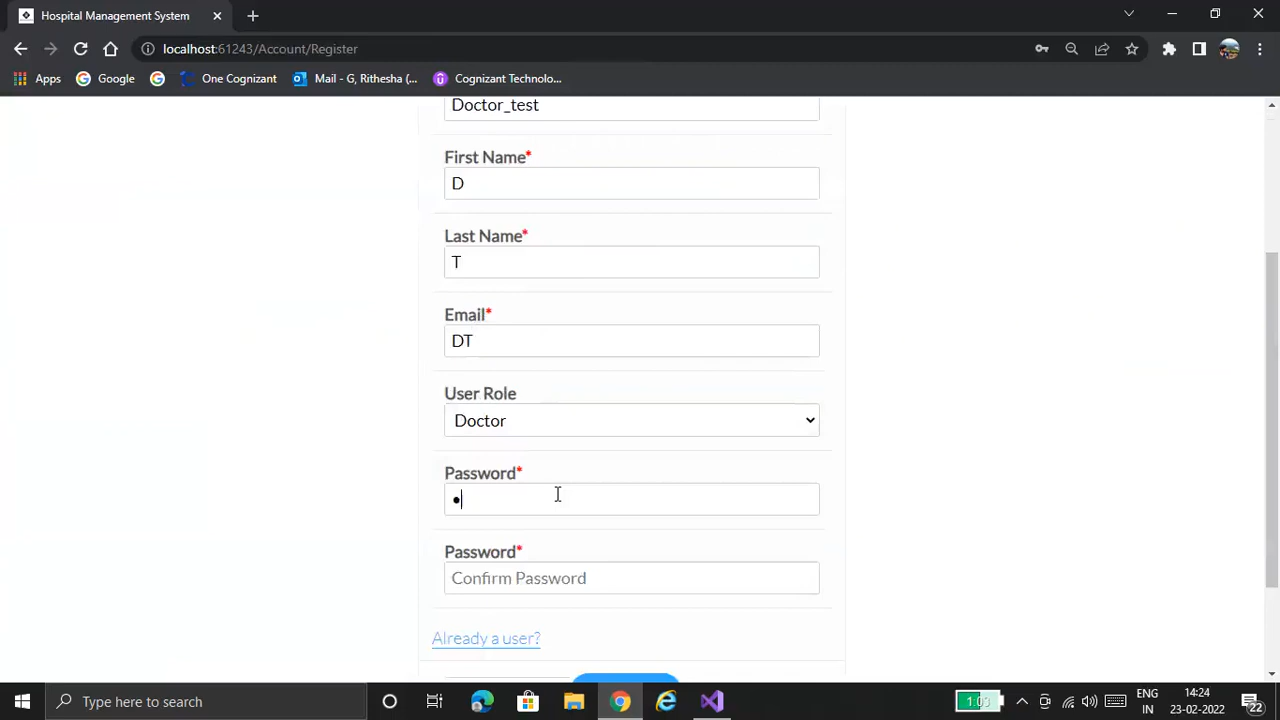 Hospital Management System
localhost:61243/Account/Register
Apps Google One Cognizant Mail - G, Rithesha (... Cognizant Technolo...
Doctor_test
First Name*
D
Last Name*
T
Email*
DT
User Role
Doctor
Password*
•
Password*
Confirm Password
Already a user?
Type here to search
ENG
IN
14:24
23-02-2022
22